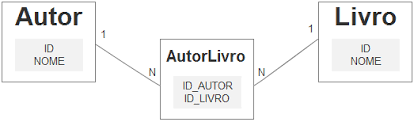 Autor
ID
NOME
1
N
AutorLivro
ID_AUTOR
ID_LIVRO
N
1
Livro
ID
NOME